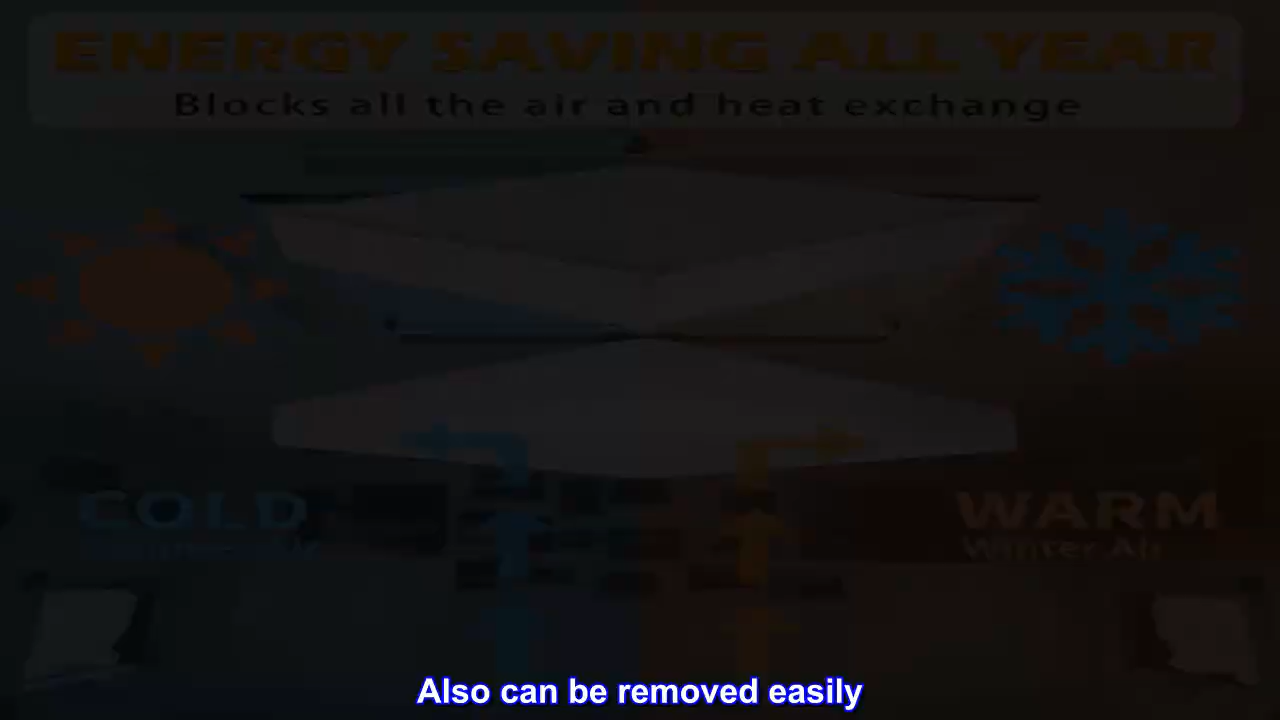 ENERGY SAVING ALL YEAR
Blocks all the air and heat exchange
COLD
WARM
Winter Air
Also can be removed easily